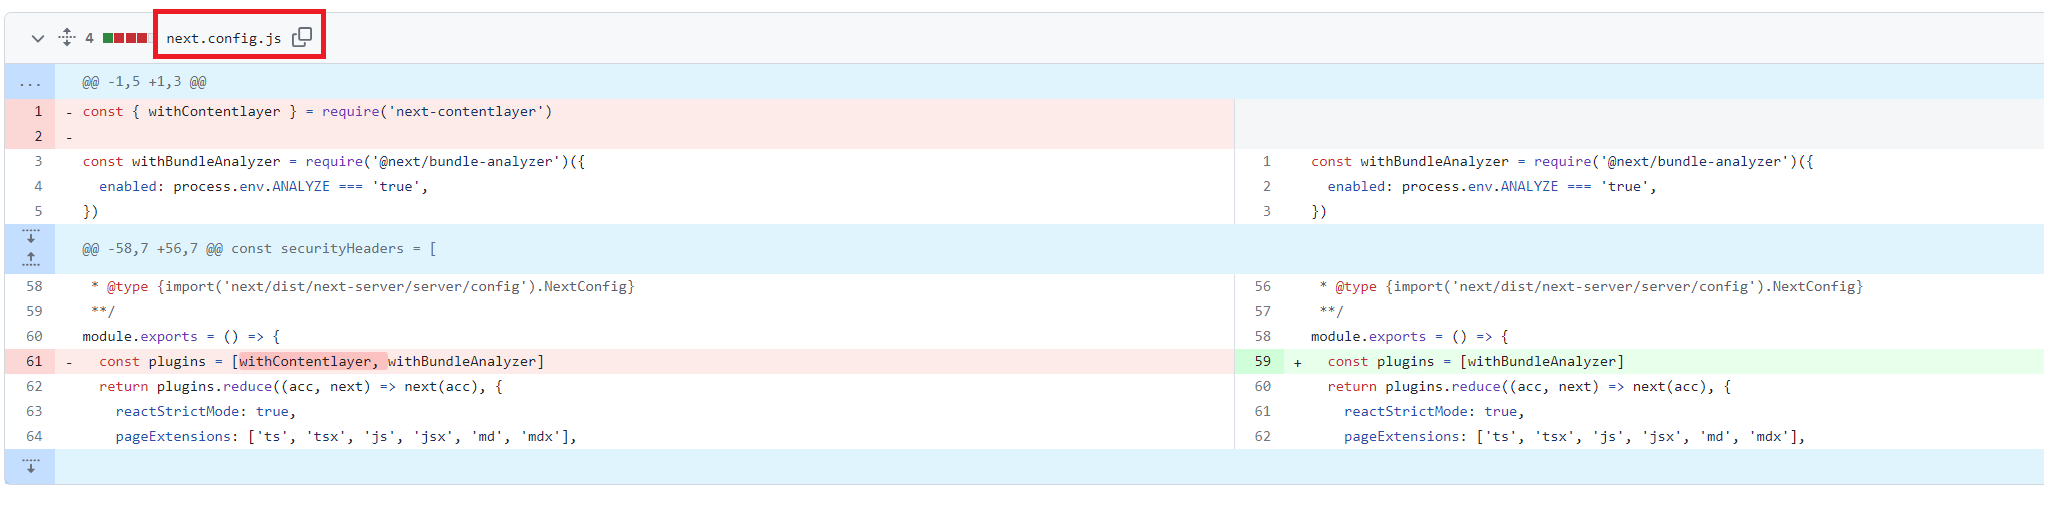 4 next.config.js
... @@ -1,5 +1,3 @@
1 - const { withContentlayer } = require('next-contentlayer')
2 -
3 const withBundleAnalyzer = require('@next/bundle-analyzer')({ 1 const withBundleAnalyzer = require('@next/bundle-analyzer')({
4 enabled: process.env.ANALYZE === 'true', 2 enabled: process.env.ANALYZE === 'true',
5 }) 3 })
@@ -58,7 +56,7 @@ const securityHeaders = [
58 * @type {import('next/dist/next-server/server/config').NextConfig} 56 * @type {import('next/dist/next-server/server/config').NextConfig}
59 **/ 57 **/
60 module.exports = () => { 58 module.exports = () => {
61 - const plugins = [withContentlayer, withBundleAnalyzer] 59 + const plugins = [withBundleAnalyzer]
62 return plugins.reduce((acc, next) => next(acc), { 60 return plugins.reduce((acc, next) => next(acc), {
63 reactStrictMode: true, 61 reactStrictMode: true,
64 pageExtensions: ['ts', 'tsx', 'js', 'jsx', 'md', 'mdx'], 62 pageExtensions: ['ts', 'tsx', 'js', 'jsx', 'md', 'mdx'],